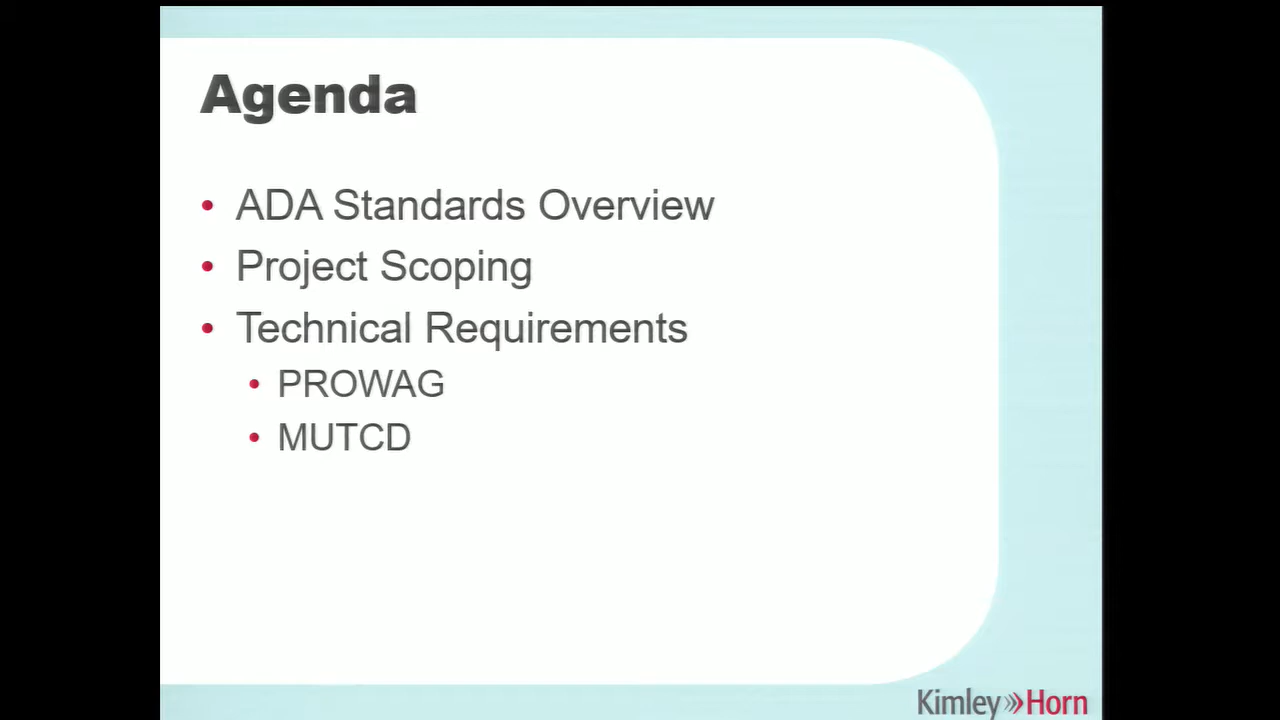 Agenda
• ADA Standards Overview
• Project Scoping
• Technical Requirements
• PROWAG
• MUTCD
Kimley»Horn